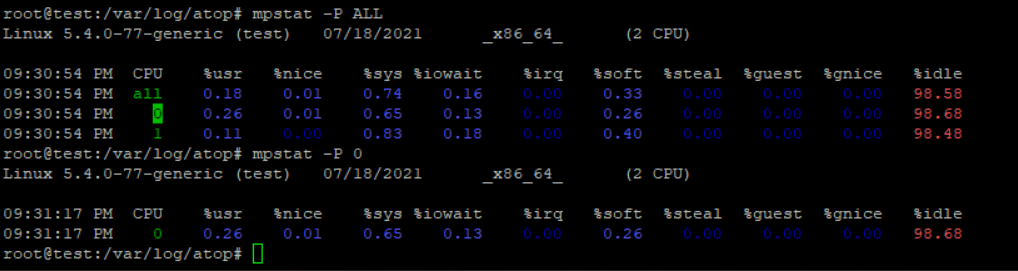 root@test:/var/log/atop# mpstat -P ALL
Linux 5.4.0-77-generic (test)   07/18/2021      _x86_64_        (2 CPU)
09:30:54 PM  CPU    %usr   %nice    %sys %iowait    %irq   %soft  %steal  %guest  %gnice   %idle
09:30:54 PM  all    0.18    0.01    0.74    0.16    0.00    0.33    0.00    0.00    0.00   98.58
09:30:54 PM    0    0.26    0.01    0.65    0.13    0.00    0.26    0.00    0.00    0.00   98.68
09:30:54 PM    1    0.11    0.00    0.83    0.18    0.00    0.40    0.00    0.00    0.00   98.48
root@test:/var/log/atop# mpstat -P 0
Linux 5.4.0-77-generic (test)   07/18/2021      _x86_64_        (2 CPU)
09:31:17 PM  CPU    %usr   %nice    %sys %iowait    %irq   %soft  %steal  %guest  %gnice   %idle
09:31:17 PM    0    0.26    0.01    0.65    0.13    0.00    0.26    0.00    0.00    0.00   98.68
root@test:/var/log/atop#